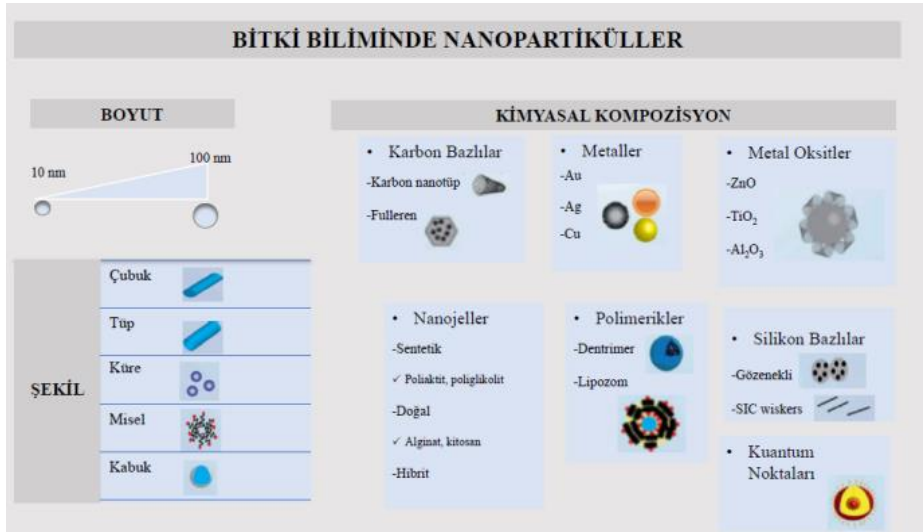 BİTKİ BİLİMİNDE NANOPARTİKÜLLER
BOYUT
10 nm
100 nm
ŞEKİL
Çubuk
Tüp
Küre
Misel
Kabuk
KİMYASAL KOMPOZİSYON
• Karbon Bazlılar
-Karbon nanotüp
-Fulleren
• Metaller
-Au
-Ag
-Cu
• Metal Oksitler
-ZnO
-TiO₂
-Al₂O₃
• Nanojeller
-Sentetik
✓ Poliaktit, poliglikolit
-Doğal
✓ Alginat, kitosan
-Hibrit
• Polimerikler
-Dentrimer
-Lipozom
• Silikon Bazlılar
-Gözenekli
-SIC wiskers
• Kuantum
Noktaları